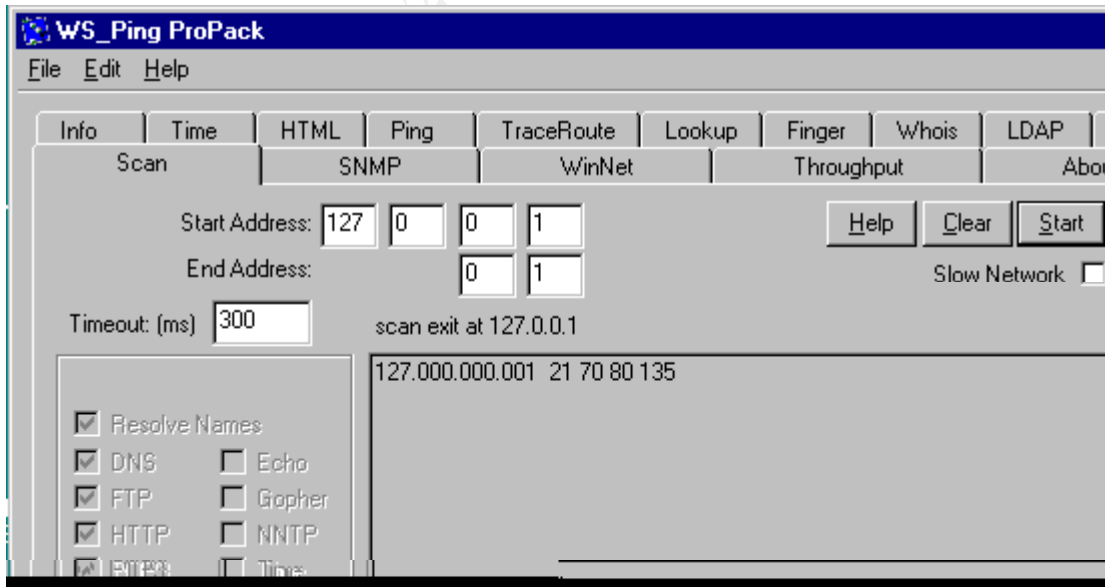 WS_Ping ProPack
File Edit Help
Info Time HTML Ping TraceRoute Lookup Finger Whois LDAP
Scan SNMP WinNet Throughput Abou
Start Address: 127 0 0 1 Help Clear Start
End Address: 0 1 Slow Network
Timeout: (ms) 300 scan exit at 127.0.0.1
127.000.000.001 21 70 80 135
Resolve Names
DNS Echo
FTP Gopher
HTTP NNTP
Time